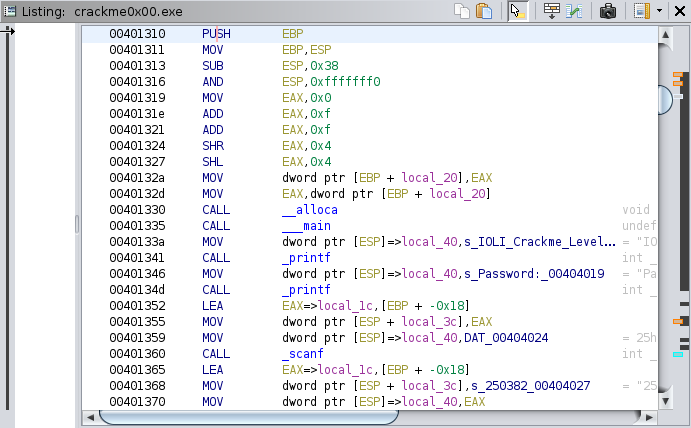 Listing: crackme0x00.exe
00401310 PUSH EBP
00401311 MOV EBP,ESP
00401313 SUB ESP,0x38
00401316 AND ESP,0xfffffff0
00401319 MOV EAX,0x0
0040131e ADD EAX,0xf
00401321 ADD EAX,0xf
00401324 SHR EAX,0x4
00401327 SHL EAX,0x4
0040132a MOV dword ptr [EBP + local_20],EAX
0040132d MOV EAX,dword ptr [EBP + local_20]
00401330 CALL __alloca void
00401335 CALL ___main undef
0040133a MOV dword ptr [ESP]=>local_40,s_IOLI_Crackme_Level... = "IO
00401341 CALL _printf int _
00401346 MOV dword ptr [ESP]=>local_40,s_Password:_00404019 = "Pa
0040134d CALL _printf int _
00401352 LEA EAX=>local_1c,[EBP + -0x18]
00401355 MOV dword ptr [ESP + local_3c],EAX
00401359 MOV dword ptr [ESP]=>local_40,DAT_00404024 = 25h
00401360 CALL _scanf int _
00401365 LEA EAX=>local_1c,[EBP + -0x18]
00401368 MOV dword ptr [ESP + local_3c],s_250382_00404027 = "25
00401370 MOV dword ptr [ESP]=>local_40,EAX